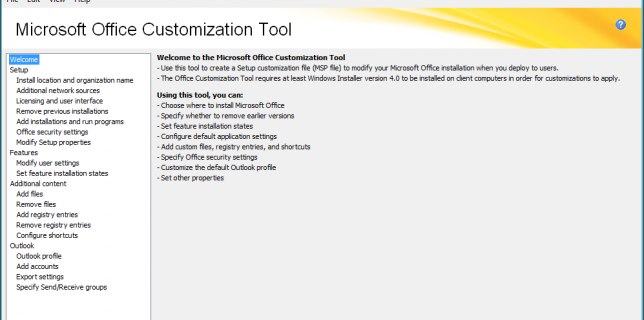 File Edit View Help
Microsoft Office Customization Tool
?
Welcome
Setup
Install location and organization name
Additional network sources
Licensing and user interface
Remove previous installations
Add installations and run programs
Office security settings
Modify Setup properties
Features
Modify user settings
Set feature installation states
Additional content
Add files
Remove files
Add registry entries
Remove registry entries
Configure shortcuts
Outlook
Outlook profile
Add accounts
Export settings
Specify Send/Receive groups
Welcome to the Microsoft Office Customization Tool
- Use this tool to create a Setup customization file (MSP file) to modify your Microsoft Office installation when you deploy to users.
- The Office Customization Tool requires at least Windows Installer version 4.0 to be installed on client computers in order for customizations to apply.
Using this tool, you can:
- Choose where to install Microsoft Office
- Specify whether to remove earlier versions
- Set feature installation states
- Configure default application settings
- Add custom files, registry entries, and shortcuts
- Specify Office security settings
- Customize the default Outlook profile
- Set other properties